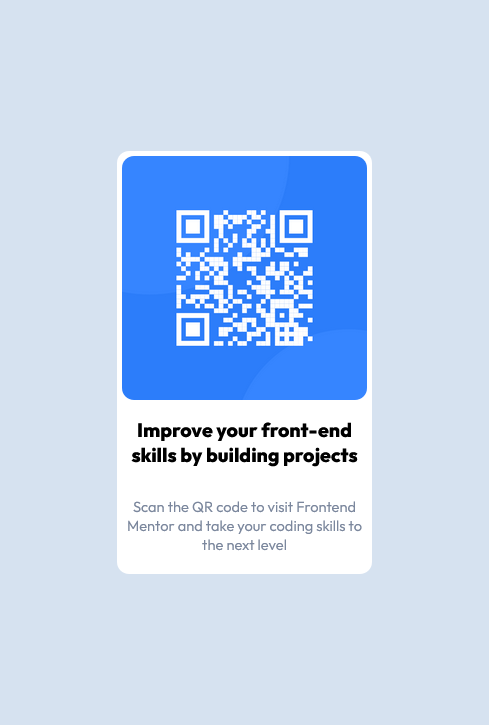 Improve your front-end
skills by building projects
Scan the QR code to visit Frontend
Mentor and take your coding skills to
the next level